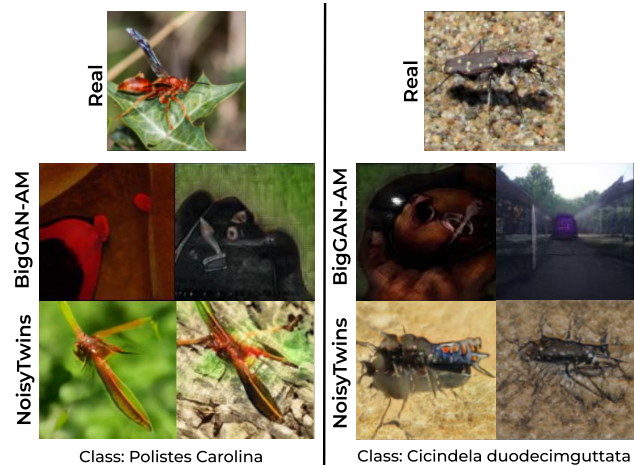 Real
Real
BigGAN-AM
BigGAN-AM
NoisyTwins
NoisyTwins
Class: Polistes Carolina
Class: Cicindela duodecimguttata